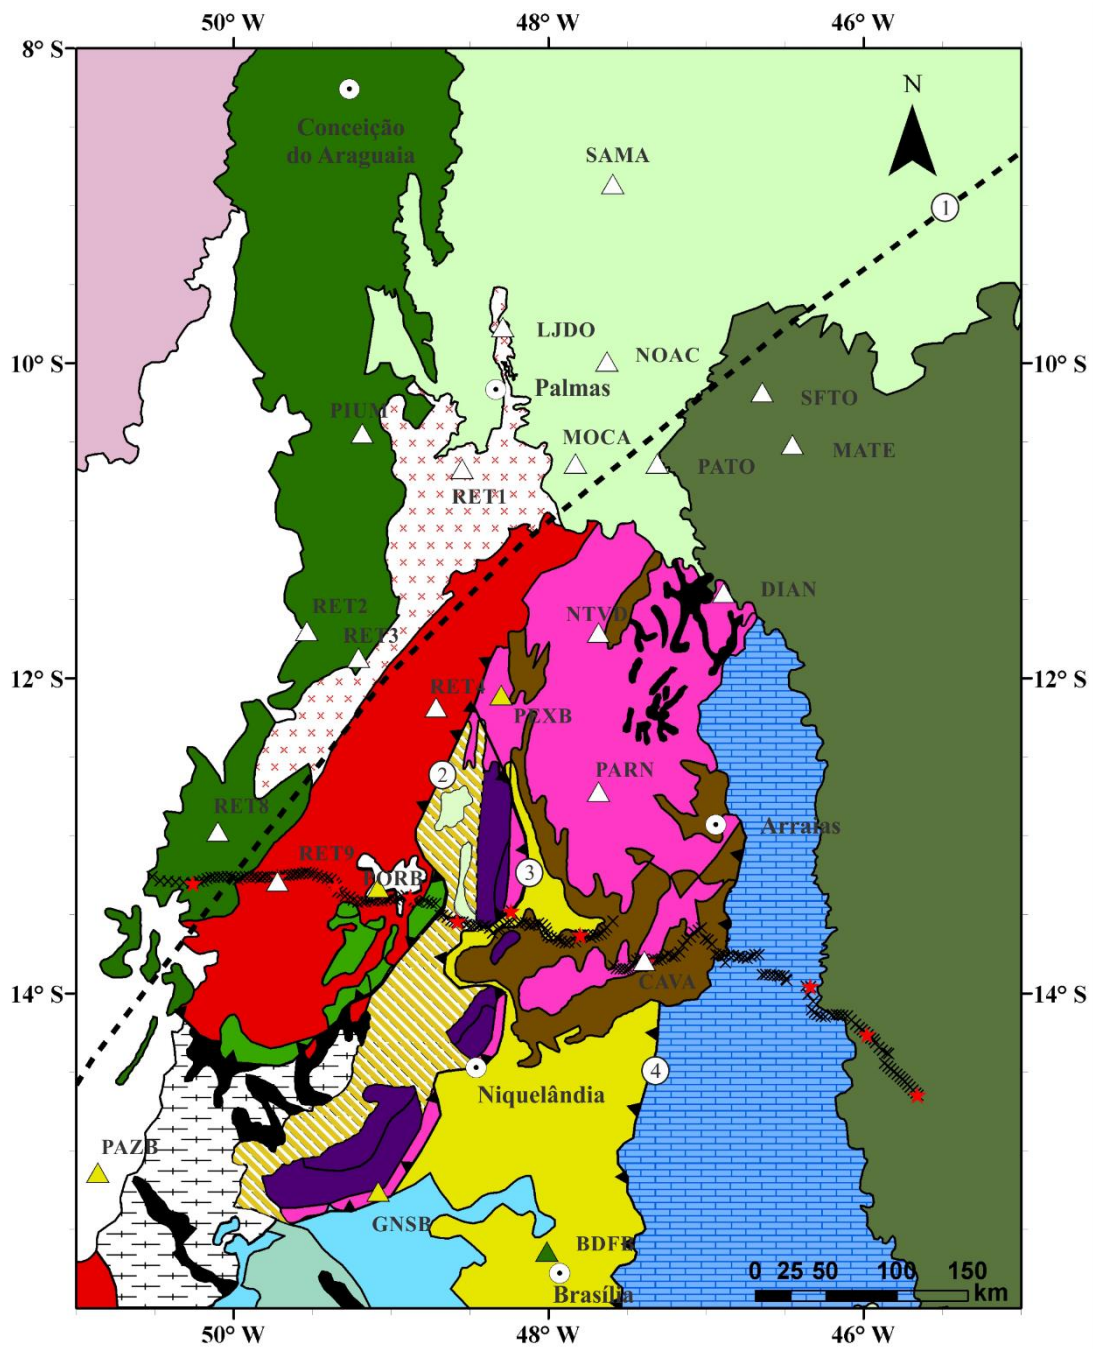 50° W 48° W 46° W
8° S
N
Conceição
do Araguaia
SAMA
1
LJDO
10° S
NOAC
10° S
Palmas
SFTO
PIUM
MOCA
MATE
PATO
RET1
DIAN
RET2
NTVD
RET3
12° S
RET4
12° S
PEXB
2
PARN
RET8
Arraias
RET9
3
PORB
CAVA
14° S
14° S
4
Niquelândia
PAZB
GNSB
BDFB
0 25 50 100 150
km
Brasília
50° W 48° W 46° W